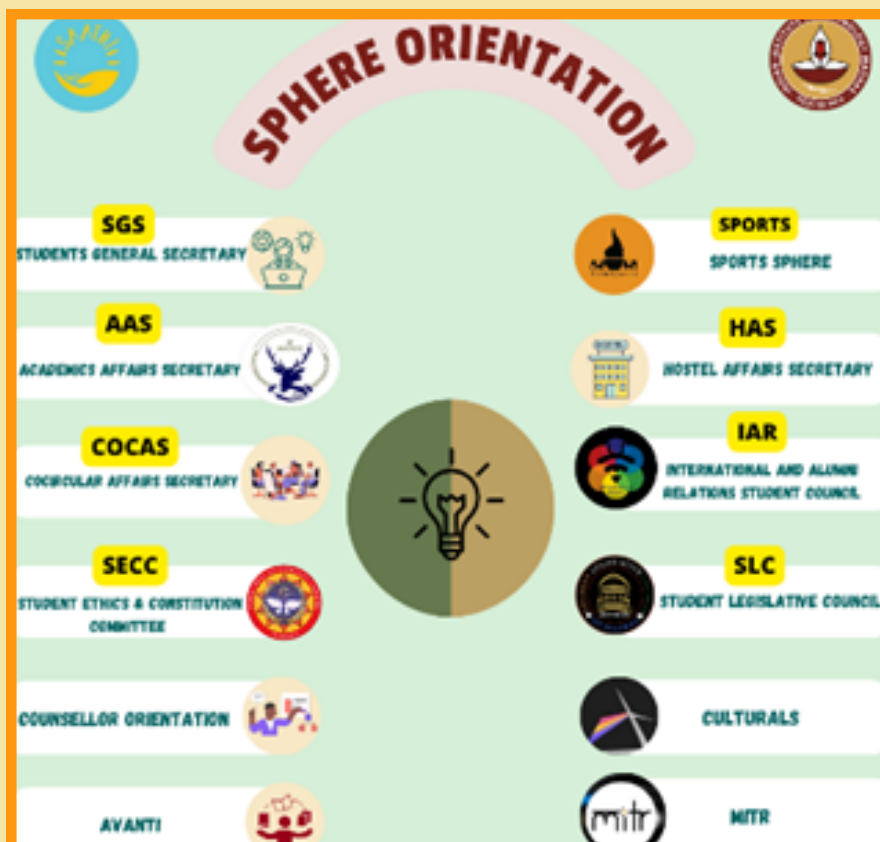 SPHERE ORIENTATION
SGS
STUDENTS GENERAL SECRETARY
AAS
ACADEMICS AFFAIRS SECRETARY
COCAS
COCIRCULAR AFFAIRS SECRETARY
SECC
STUDENT ETHICS & CONSTITUTION
COMMITTEE
COUNSELLOR ORIENTATION
AVANTI
SPORTS
SPORTS SPHERE
HAS
HOSTEL AFFAIRS SECRETARY
IAR
INTERNATIONAL AND ALUMNI
RELATIONS STUDENT COUNCIL
SLC
STUDENT LEGISLATIVE COUNCIL
CULTURALS
mitr
MITR